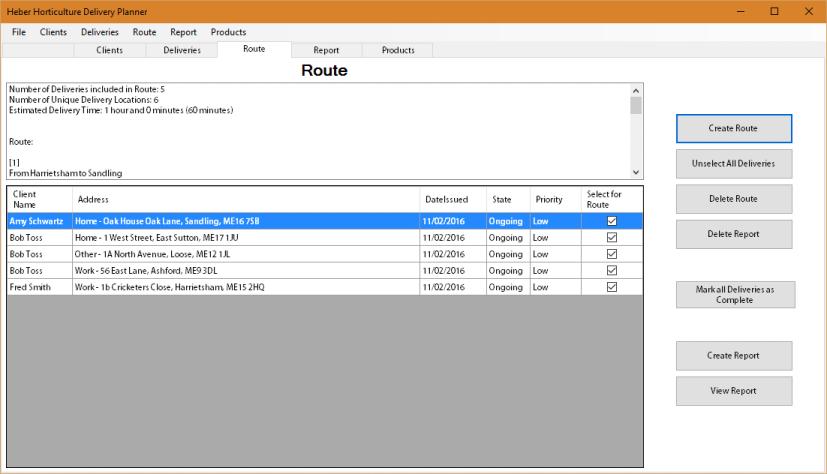 Heber Horticulture Delivery Planner
File Clients Deliveries Route Report Products
Clients Deliveries Route Report Products
Route
Number of Deliveries included in Route: 5
Number of Unique Delivery Locations: 6
Estimated Delivery Time: 1 hour and 0 minutes (60 minutes)
Route:
[1]
From Harrietsham to Sandling
Create Route
Unselect All Deliveries
Delete Route
Delete Report
Mark all Deliveries as
Complete
Create Report
View Report
Client Name Address DateIssued State Priority Select for Route
Amy Schwartz Home - Oak House Oak Lane, Sandling, ME16 7SB 11/02/2016 Ongoing Low
Bob Toss Home - 1 West Street, East Sutton, ME17 1JU 11/02/2016 Ongoing Low
Bob Toss Other - 1A North Avenue, Loose, ME12 1JL 11/02/2016 Ongoing Low
Bob Toss Work - 56 East Lane, Ashford, ME9 3DL 11/02/2016 Ongoing Low
Fred Smith Work - 1b Cricketers Close, Harrietsham, ME15 2HQ 11/02/2016 Ongoing Low